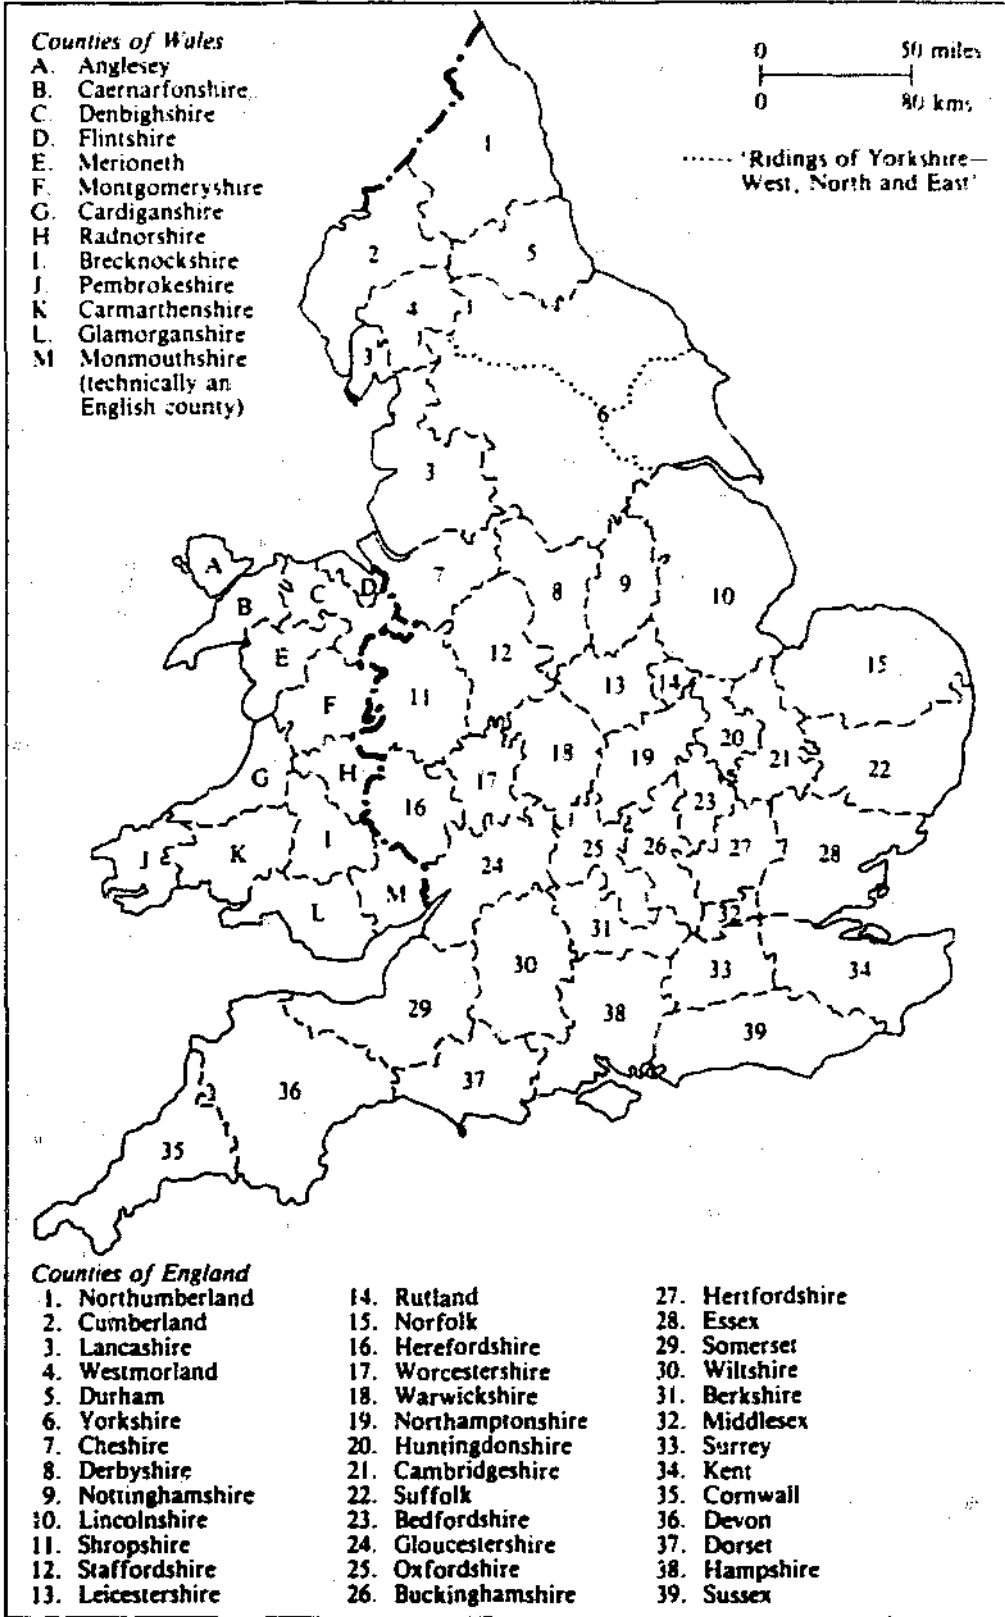 Counties of Wales
A. Anglesey
B. Caernarfonshire
C. Denbighshire
D. Flintshire
E. Merioneth
F. Montgomeryshire
G. Cardiganshire
H Radnorshire
I. Brecknockshire
J. Pembrokeshire
K Carmarthenshire
L. Glamorganshire
M Monmouthshire
(technically an
English county)
0 50 miles
0 80 kms
'Ridings of Yorkshire—
West, North and East'
1
2
5
4
3
6
3
A
B
C
D
7
8
9
10
E
12
15
F
11
13
14
G
H
16
17
18
19
20
21
22
23
J
K
I
24
25
26
27
28
L
M
29
30
31
32
33
34
38
39
36
37
35
Counties of England
1. Northumberland
2. Cumberland
3. Lancashire
4. Westmorland
5. Durham
6. Yorkshire
7. Cheshire
8. Derbyshire
9. Nottinghamshire
10. Lincolnshire
11. Shropshire
12. Staffordshire
13. Leicestershire
14. Rutland
15. Norfolk
16. Herefordshire
17. Worcestershire
18. Warwickshire
19. Northamptonshire
20. Huntingdonshire
21. Cambridgeshire
22. Suffolk
23. Bedfordshire
24. Gloucestershire
25. Oxfordshire
26. Buckinghamshire
27. Hertfordshire
28. Essex
29. Somerset
30. Wiltshire
31. Berkshire
32. Middlesex
33. Surrey
34. Kent
35. Cornwall
36. Devon
37. Dorset
38. Hampshire
39. Sussex